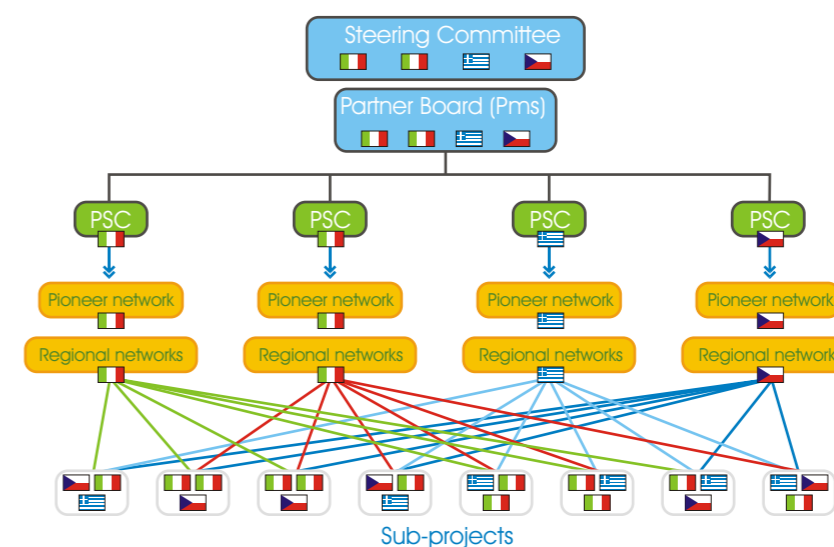 Steering Committee
Partner Board (Pms)
PSC PSC PSC PSC
Pioneer network Pioneer network Pioneer network Pioneer network
Regional networks Regional networks Regional networks Regional network
Sub-projects